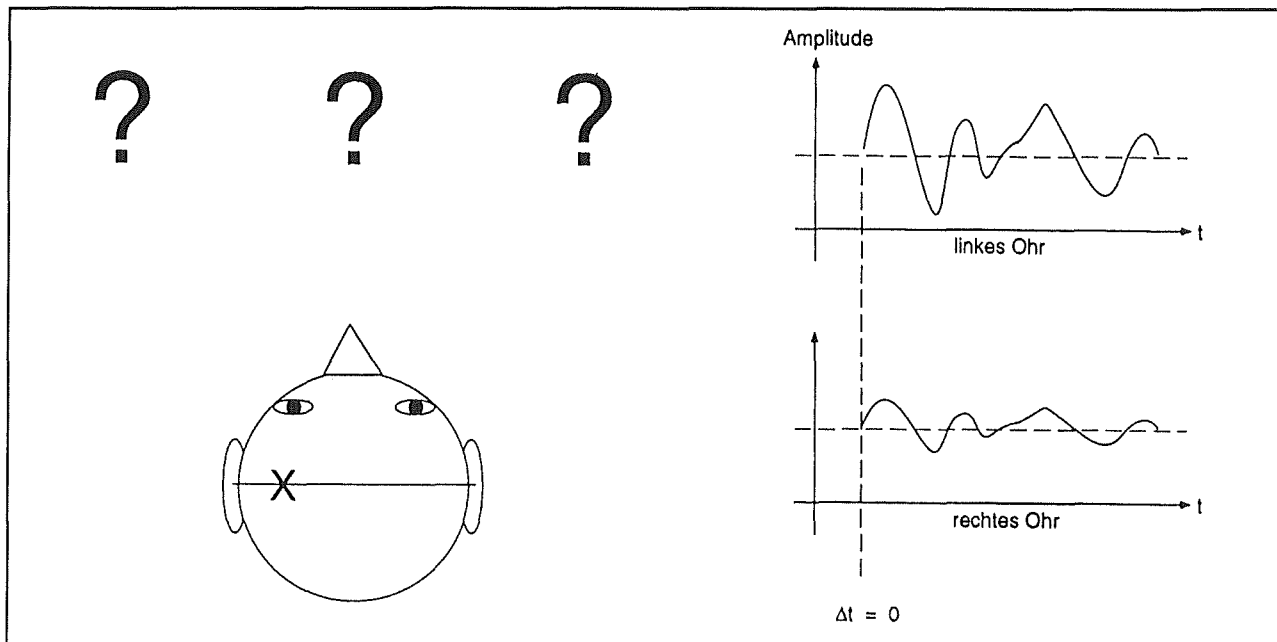 ? ? ?
Amplitude
t
linkes Ohr
X
t
rechtes Ohr
Δt = 0